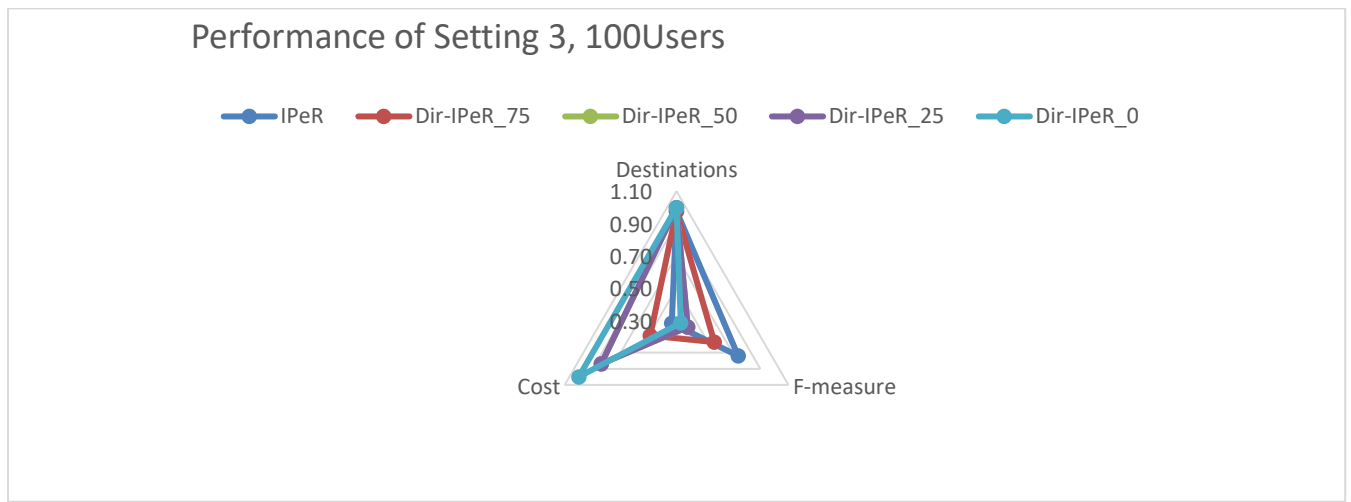 Performance of Setting 3, 100Users
IPeR Dir-IPeR_75 Dir-IPeR_50 Dir-IPeR_25 Dir-IPeR_0
Destinations
1.10
0.90
0.70
0.50
0.30
Cost F-measure